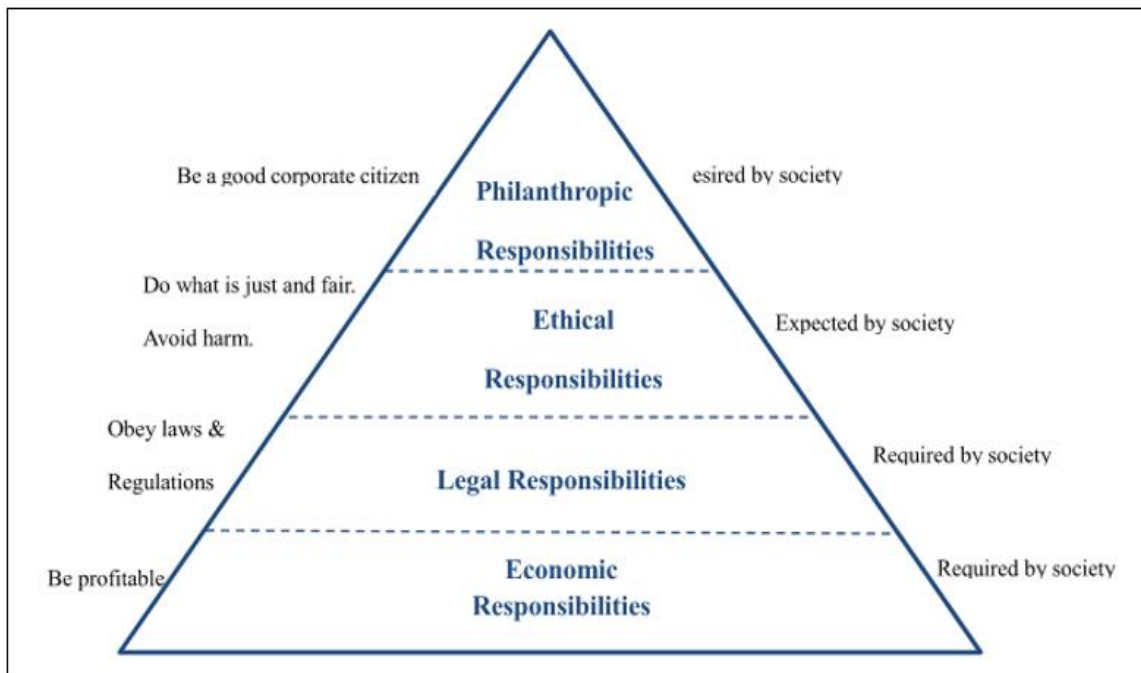 Be a good corporate citizen
Philanthropic
Responsibilities
esired by society
Do what is just and fair.
Avoid harm.
Ethical
Responsibilities
Expected by society
Obey laws &
Regulations
Legal Responsibilities
Required by society
Be profitable
Economic
Responsibilities
Required by society